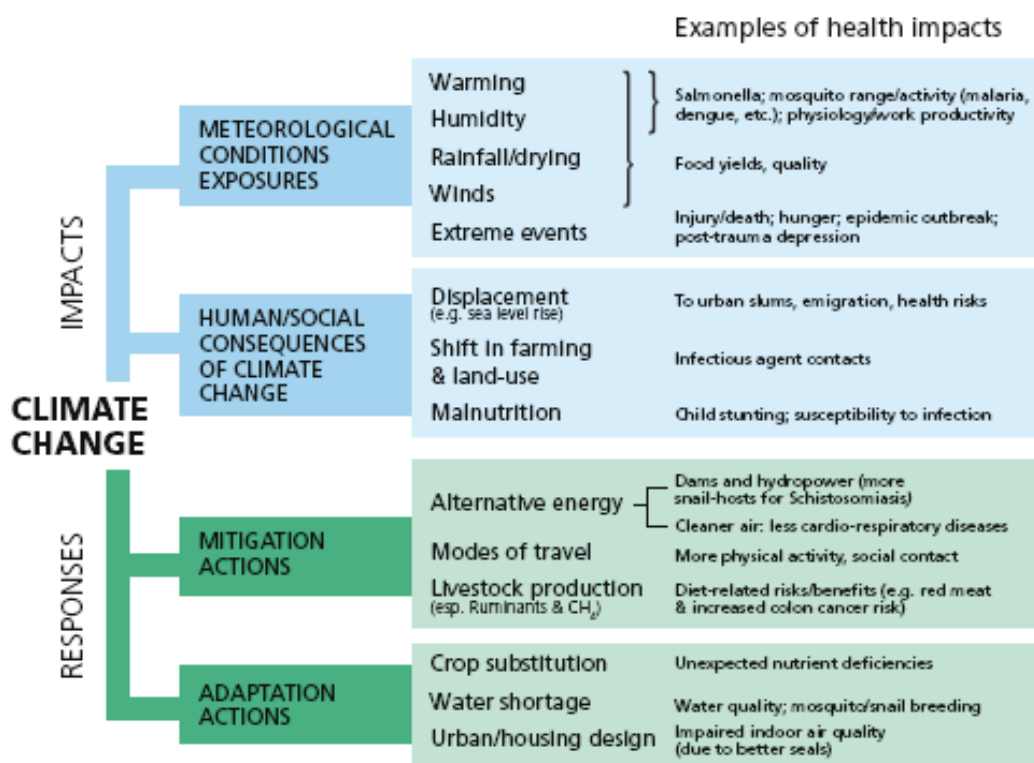 Examples of health impacts
IMPACTS
RESPONSES
CLIMATE
CHANGE
METEOROLOGICAL
CONDITIONS
EXPOSURES
Warming
Humidity
Rainfall/drying
Winds
Extreme events
Salmonella; mosquito range/activity (malaria,
dengue, etc.); physiology/work productivity
Food yields, quality
Injury/death; hunger; epidemic outbreak;
post-trauma depression
HUMAN/SOCIAL
CONSEQUENCES
OF CLIMATE
CHANGE
Displacement
(e.g. sea level rise)
To urban slums, emigration, health risks
Shift in farming
& land-use
Infectious agent contacts
Malnutrition
Child stunting; susceptibility to infection
MITIGATION
ACTIONS
Alternative energy
Dams and hydropower (more
snail-hosts for Schistosomiasis)
Cleaner air: less cardio-respiratory diseases
Modes of travel
More physical activity, social contact
Livestock production
(esp. Ruminants & CH₄)
Diet-related risks/benefits (e.g. red meat
& increased colon cancer risk)
ADAPTATION
ACTIONS
Crop substitution
Unexpected nutrient deficiencies
Water shortage
Water quality; mosquito/snail breeding
Urban/housing design
Impaired indoor air quality
(due to better seals)